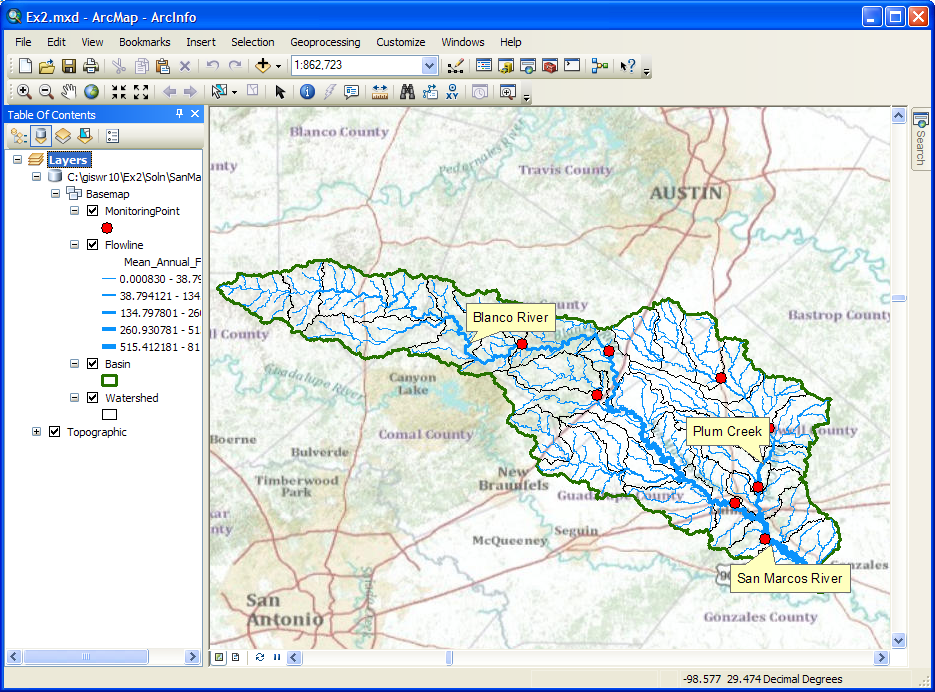 Ex2.mxd - ArcMap - ArcInfo
File Edit View Bookmarks Insert Selection Geoprocessing Customize Windows Help
1:862,723
Table Of Contents
Layers
C:\giswr10\Ex2\Soln\SanMa
Basemap
MonitoringPoint
Flowline
Mean_Annual_F
0.000830 - 38.79
38.794121 - 134
134.797801 - 26
260.930781 - 51
515.412181 - 81
Basin
Watershed
Topographic
Search
Blanco County
Pedernales River
unty
Travis County
AUSTIN
Blanco River
unty
Bastrop County
ll County
Guadalupe River
Canyon
Lake
Plum Creek
well County
Comal County
Boerne
Bulverde
New
Braunfels
Timberwood
Park
Guadalupe County
xar
nty
Seguin
McQueeney
Gonzales
San Marcos River
San
Antonio
Gonzales County
-98.577 29.474 Decimal Degrees